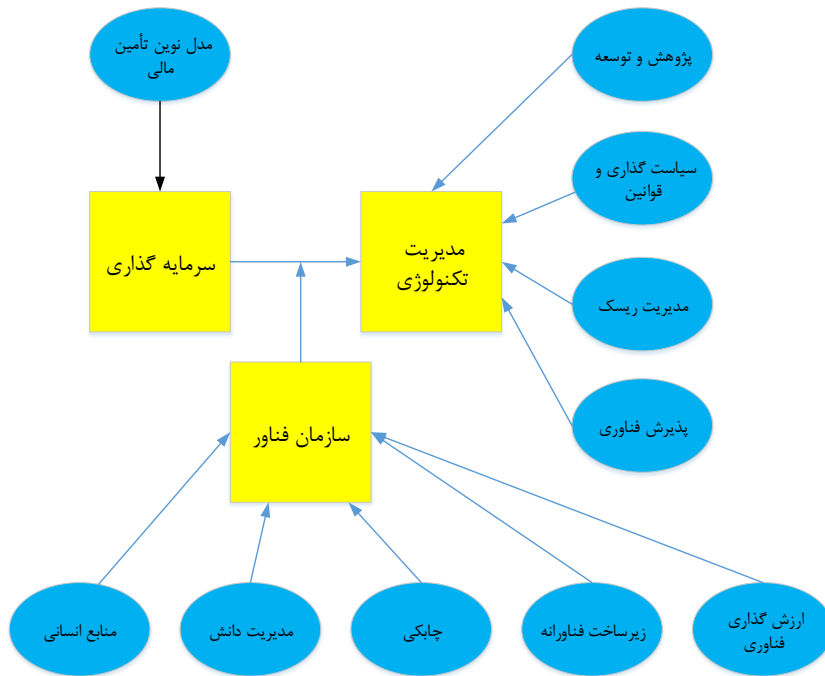 مدل نوین تأمین
مالی
پژوهش و توسعه
سیاست گذاری و
قوانین
سرمایه گذاری
مدیریت
تکنولوژی
مدیریت ریسک
پذیرش فناوری
سازمان فناور
منابع انسانی
مدیریت دانش
چابکی
زیرساخت فناورانه
ارزش گذاری
فناوری